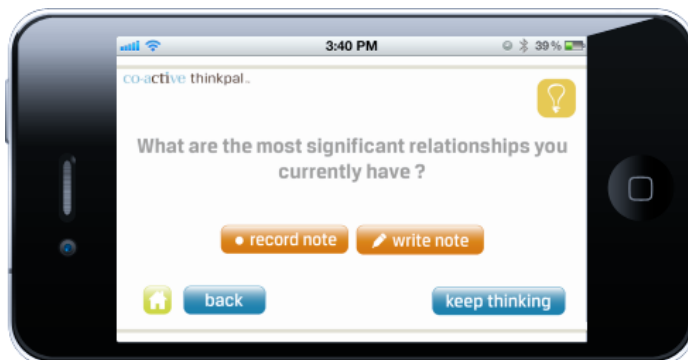 3:40 PM
39%
co-active thinkpal
What are the most significant relationships you
currently have ?
record note
write note
back
keep thinking